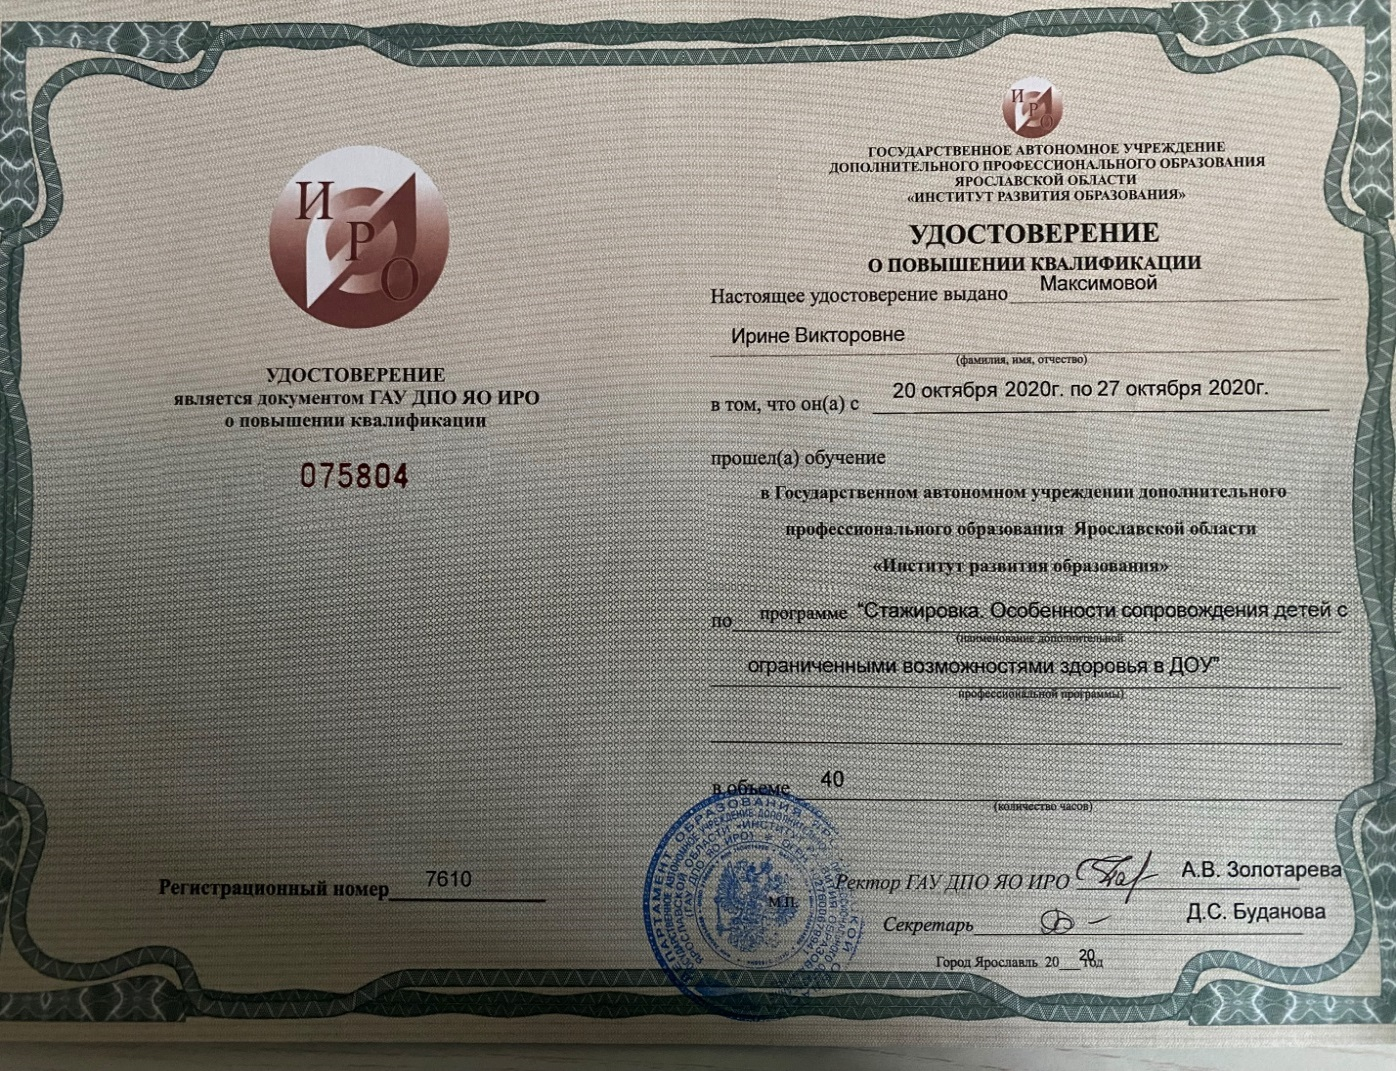 И
Р
О
УДОСТОВЕРЕНИЕ
является документом ГАУ ДПО ЯО ИРО
о повышении квалификации
075804
Регистрационный номер 7610
И
Р
О
ГОСУДАРСТВЕННОЕ АВТОНОМНОЕ УЧРЕЖДЕНИЕ
ДОПОЛНИТЕЛЬНОГО ПРОФЕССИОНАЛЬНОГО ОБРАЗОВАНИЯ
ЯРОСЛАВСКОЙ ОБЛАСТИ
«ИНСТИТУТ РАЗВИТИЯ ОБРАЗОВАНИЯ»
УДОСТОВЕРЕНИЕ
О ПОВЫШЕНИИ КВАЛИФИКАЦИИ
Настоящее удостоверение выдано Максимовой
Ирине Викторовне
(фамилия, имя, отчество)
в том, что он(а) с 20 октября 2020г. по 27 октября 2020г.
прошел(а) обучение
в Государственном автономном учреждении дополнительного
профессионального образования Ярославской области
«Институт развития образования»
по программе "Стажировка. Особенности сопровождения детей с
(наименование дополнительной
ограниченными возможностями здоровья в ДОУ"
профессиональной программы)
в объеме 40
(количество часов)
Ректор ГАУ ДПО ЯО ИРО А.В. Золотарева
М.П.
Секретарь Д.С. Буданова
Город Ярославль 20 20 год